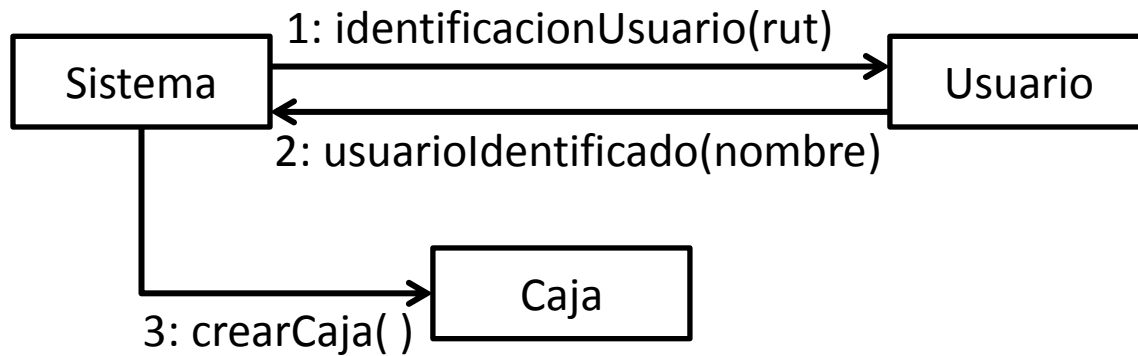 1: identificacionUsuario(rut)
Sistema
Usuario
2: usuarioIdentificado(nombre)
Caja
3: crearCaja( )